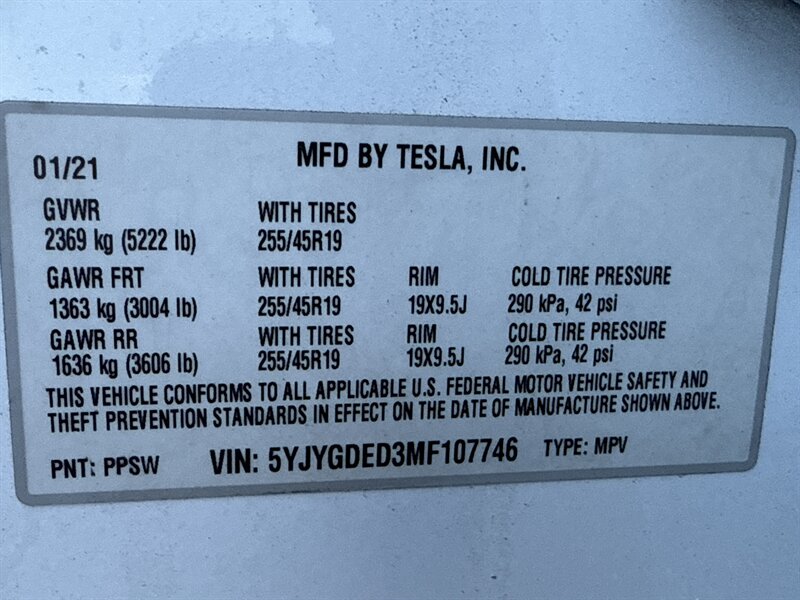 01/21 MFD BY TESLA, INC.
GVWR WITH TIRES
2369 kg (5222 lb) 255/45R19
GAWR FRT WITH TIRES RIM COLD TIRE PRESSURE
1363 kg (3004 lb) 255/45R19 19X9.5J 290 kPa, 42 psi
GAWR RR WITH TIRES RIM COLD TIRE PRESSURE
1636 kg (3606 lb) 255/45R19 19X9.5J 290 kPa, 42 psi
THIS VEHICLE CONFORMS TO ALL APPLICABLE U.S. FEDERAL MOTOR VEHICLE SAFETY AND
THEFT PREVENTION STANDARDS IN EFFECT ON THE DATE OF MANUFACTURE SHOWN ABOVE.
PNT: PPSW VIN: 5YJYGDED3MF107746 TYPE: MPV